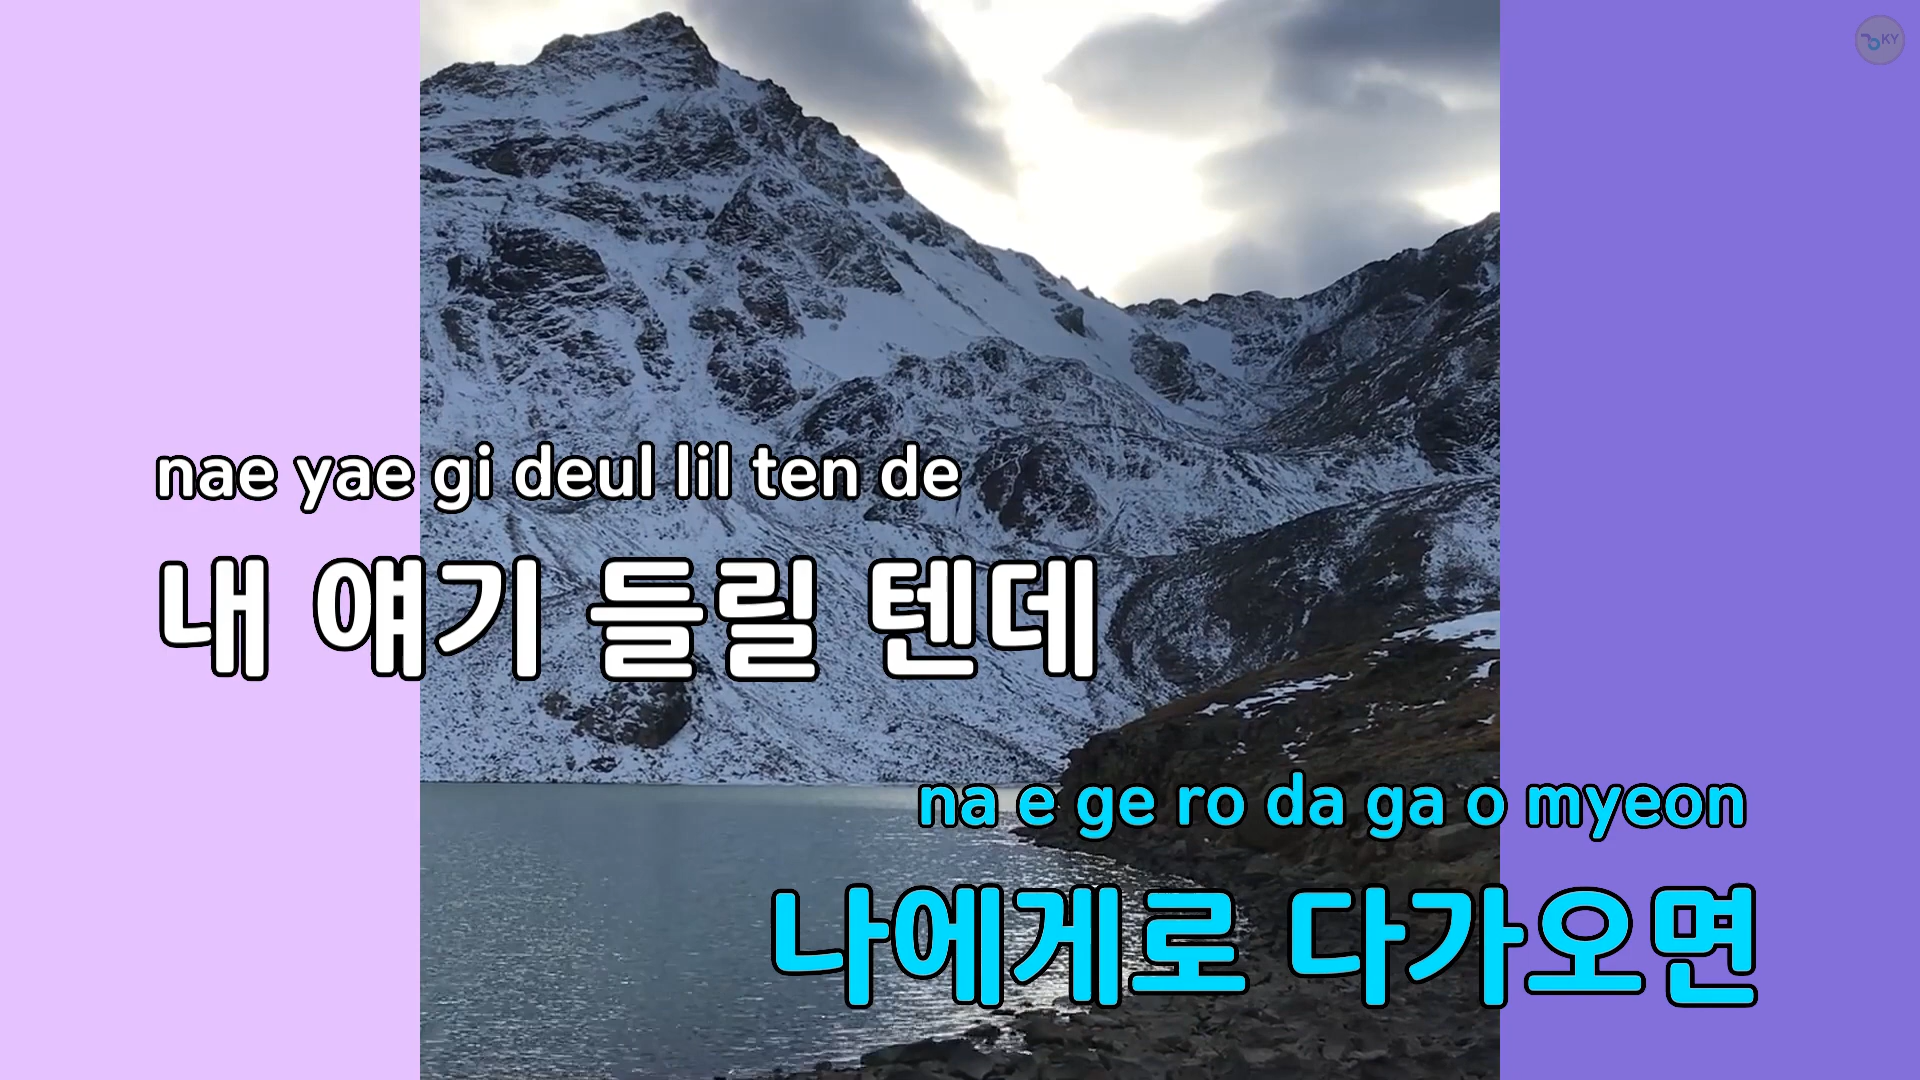 KY
nae yae gi deul lil ten de
내 얘기 들릴 텐데
na e ge ro da ga o myeon
나에게로 다가오면